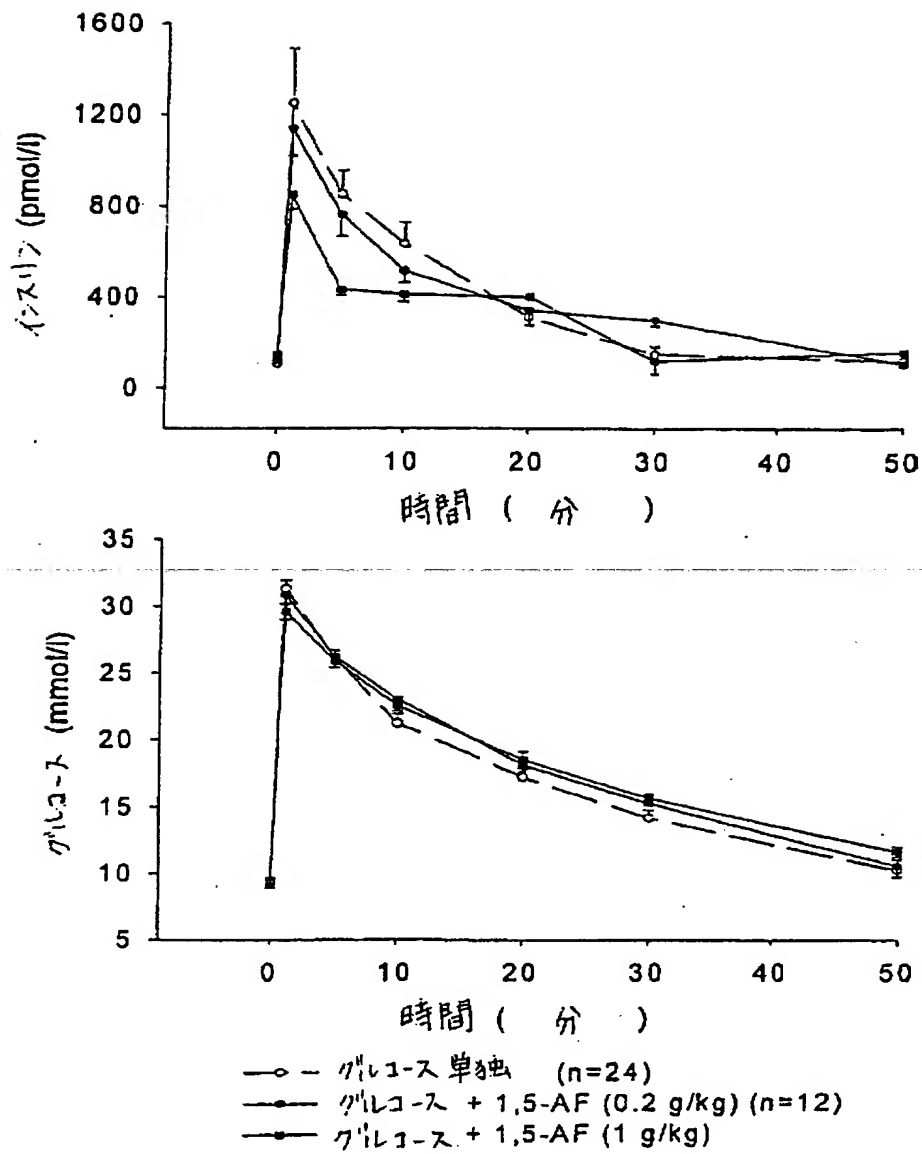 1600
1200
800
400
0
インスリン (pmol/l)
0 10 20 30 40 50
時間 ( 分 )
35
30
25
20
15
10
5
グルコース (mmol/l)
0 10 20 30 40 50
時間 ( 分 )
グルコース 単独 (n=24)
グルコース + 1,5-AF (0.2 g/kg) (n=12)
グルコース + 1,5-AF (1 g/kg)